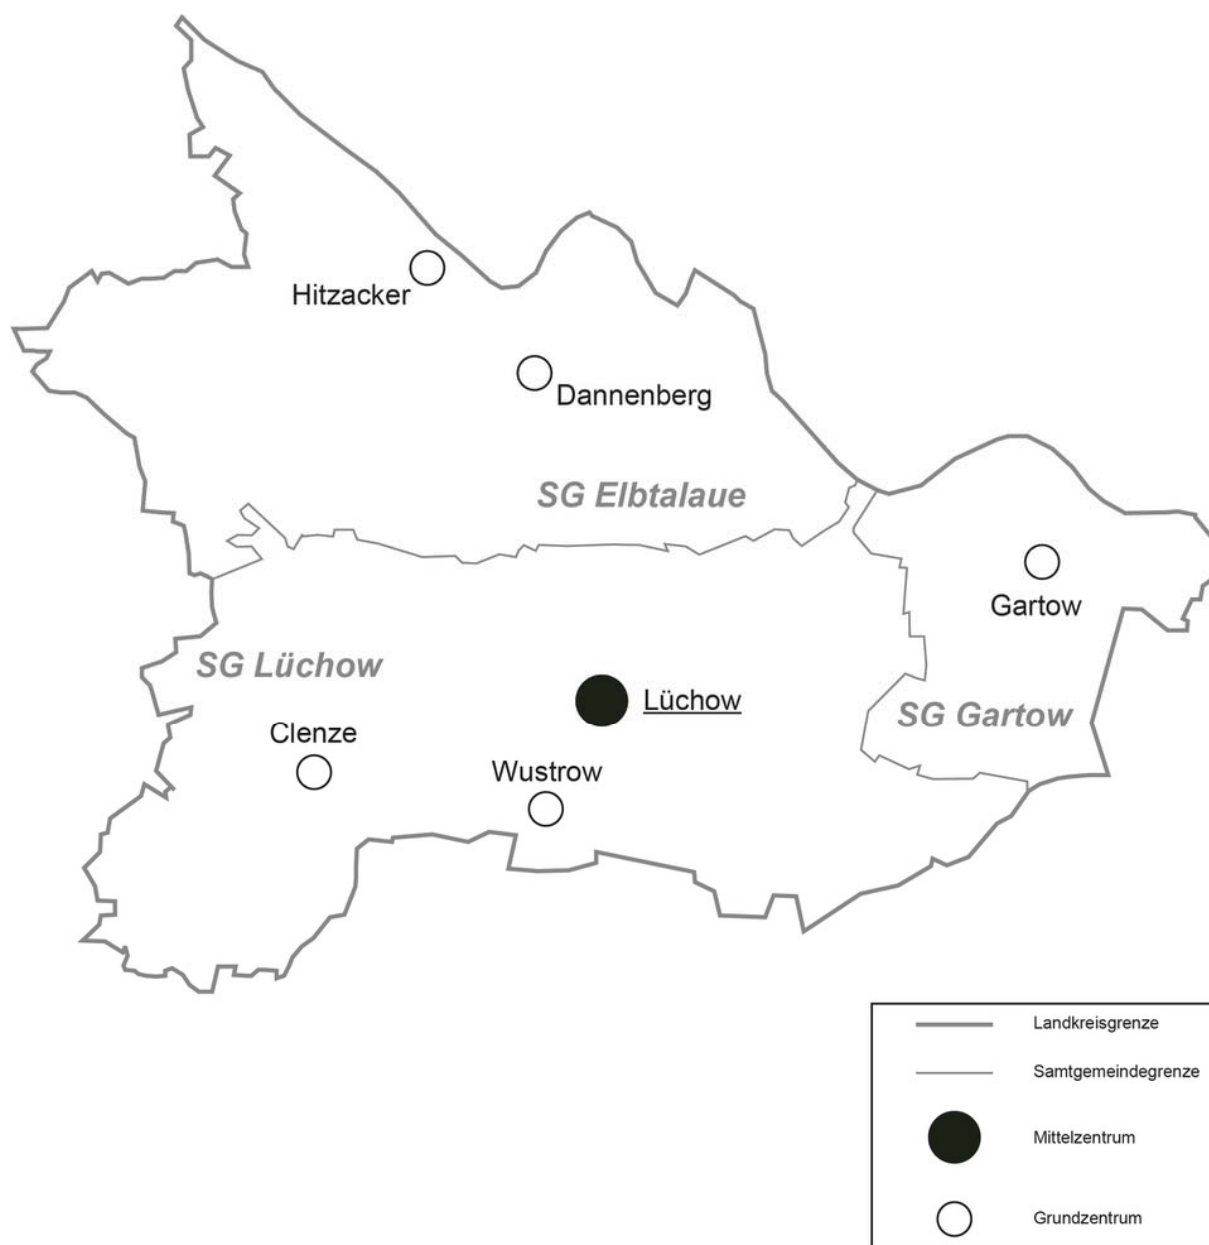 Hitzacker
Dannenberg
SG Elbtalaue
Gartow
SG Lüchow
Lüchow
SG Gartow
Clenze
Wustrow
Landkreisgrenze
Samtgemeindegrenze
Mittelzentrum
Grundzentrum